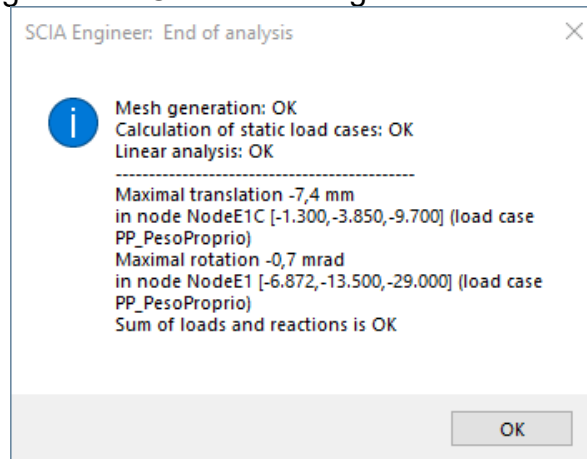 SCIA Engineer: End of analysis
Mesh generation: OK
Calculation of static load cases: OK
Linear analysis: OK
---------------------------------------------
Maximal translation -7,4 mm
in node NodeE1C [-1.300,-3.850,-9.700] (load case
PP_PesoProprio)
Maximal rotation -0,7 mrad
in node NodeE1 [-6.872,-13.500,-29.000] (load case
PP_PesoProprio)
Sum of loads and reactions is OK
OK